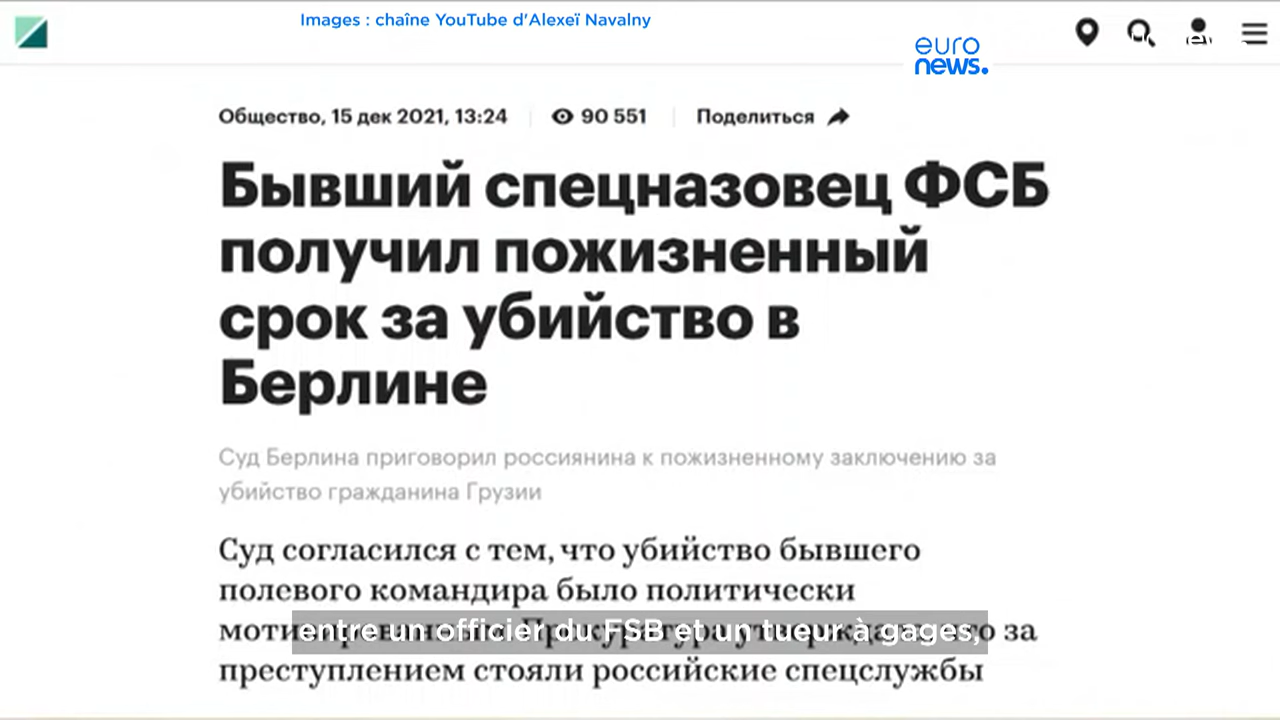 Images : chaîne YouTube d'Alexeï Navalny
euro
news.
Общество, 15 дек 2021, 13:24 90 551 Поделиться
Бывший спецназовец ФСБ
получил пожизненный
срок за убийство в
Берлине
Суд Берлина приговорил россиянина к пожизненному заключению за
убийство гражданина Грузии
Суд согласился с тем, что убийство бывшего
полевого командира было политически
за
entre un officier du FSB et un tueur à gages,
преступлением стояли российские спецслужбы